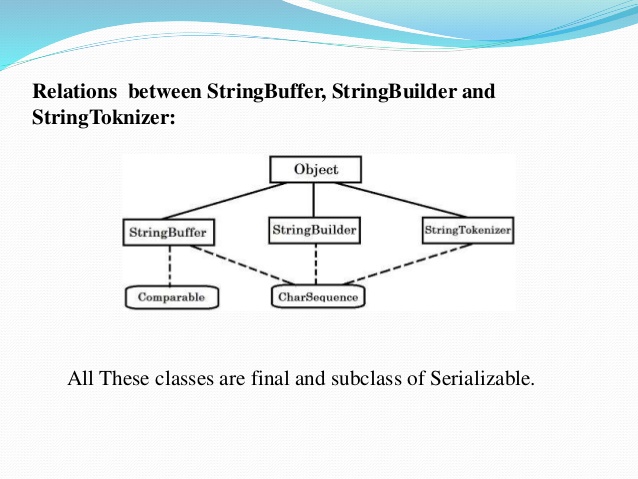 Relations between StringBuffer, StringBuilder and
StringToknizer:
Object
StringBuffer
StringBuilder
StringTokenizer
Comparable
CharSequence
All These classes are final and subclass of Serializable.